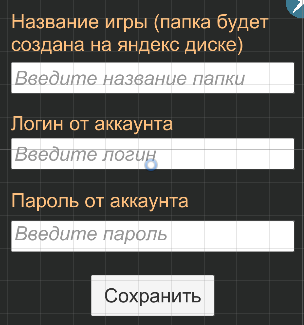 Название игры (папка будет
создана на яндекс диске)
Введите название папки
Логин от аккаунта
Введите логин
Пароль от аккаунта
Введите пароль
Сохранить